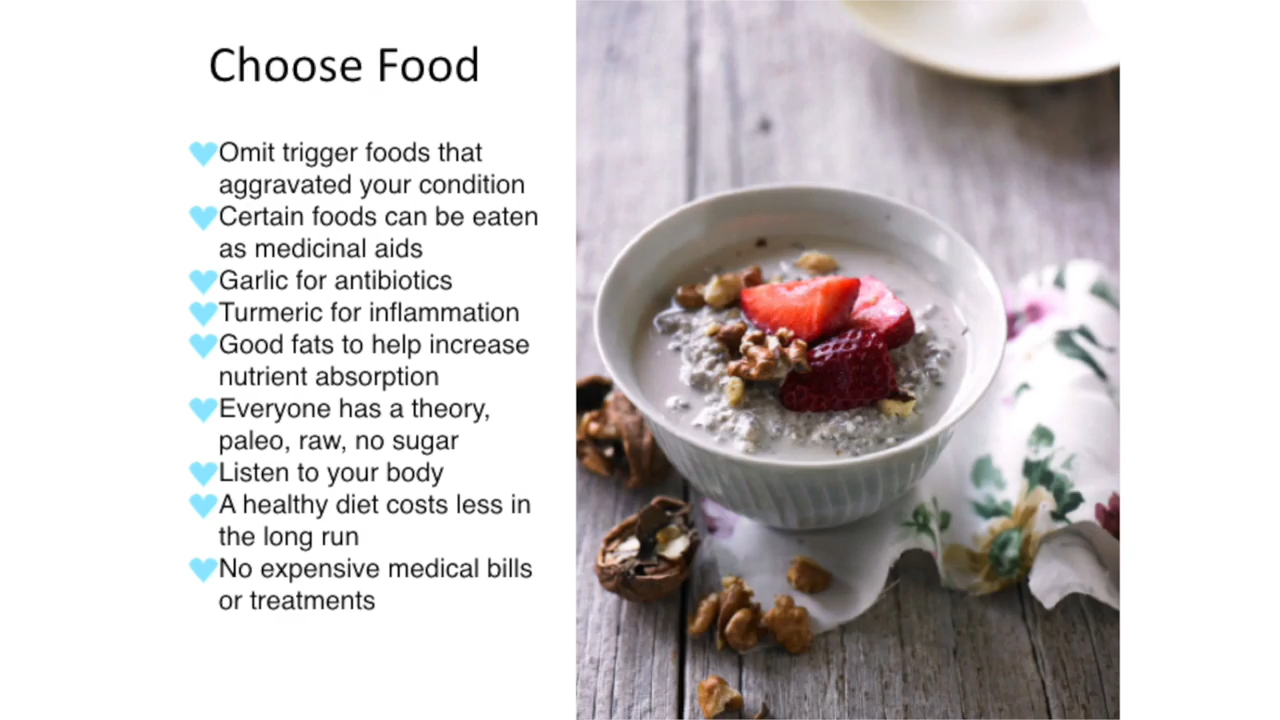 Choose Food
Omit trigger foods that
aggravated your condition
Certain foods can be eaten
as medicinal aids
Garlic for antibiotics
Turmeric for inflammation
Good fats to help increase
nutrient absorption
Everyone has a theory,
paleo, raw, no sugar
Listen to your body
A healthy diet costs less in
the long run
No expensive medical bills
or treatments